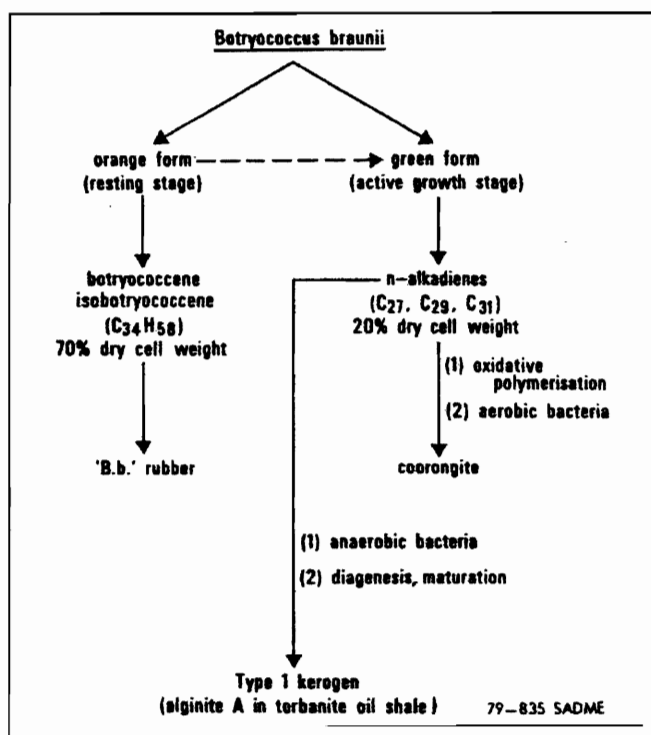 Botryococcus braunii
orange form
(resting stage)
green form
(active growth stage)
botryococcene
isobotryococcene
(C34H58)
70% dry cell weight
n-alkadienes
(C27, C29, C31)
20% dry cell weight
(1) oxidative
polymerisation
(2) aerobic bacteria
'B.b.' rubber
coorongite
(1) anaerobic bacteria
(2) diagenesis, maturation
Type 1 kerogen
(alginite A in torbanite oil shale)
79-835 SADME